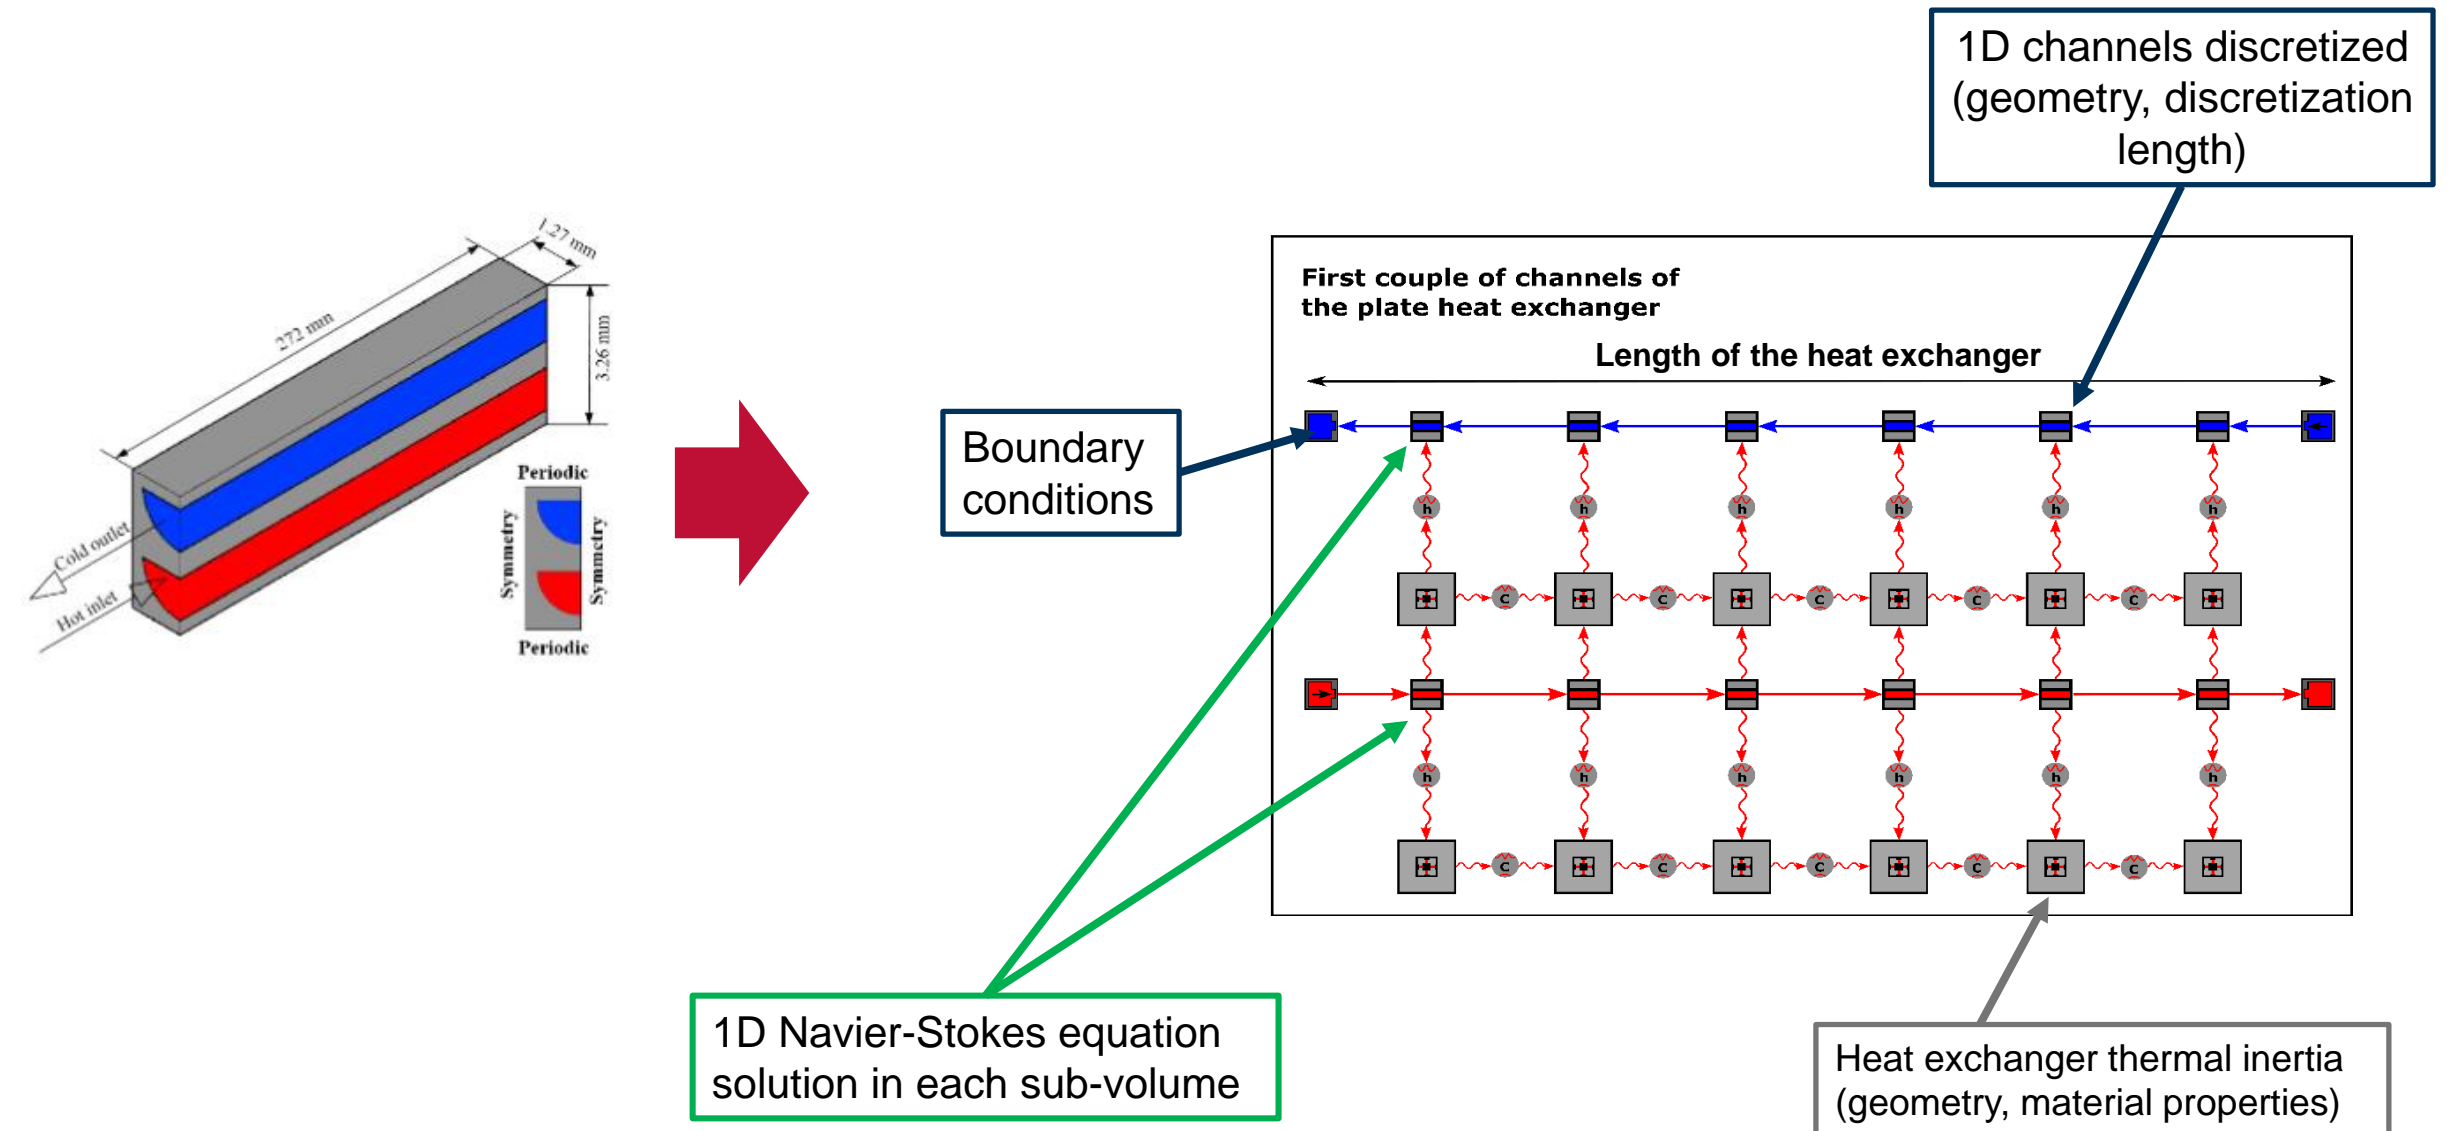 1D channels discretized
(geometry, discretization
length)
1.27 mm
272 mm
3.26 mm
Cold outlet
Hot inlet
Periodic
Symmetry
Symmetry
Periodic
First couple of channels of
the plate heat exchanger
Length of the heat exchanger
Boundary
conditions
h h h h h h
c c c c c
h h h h h h
c c c c c
1D Navier-Stokes equation
solution in each sub-volume
Heat exchanger thermal inertia
(geometry, material properties)